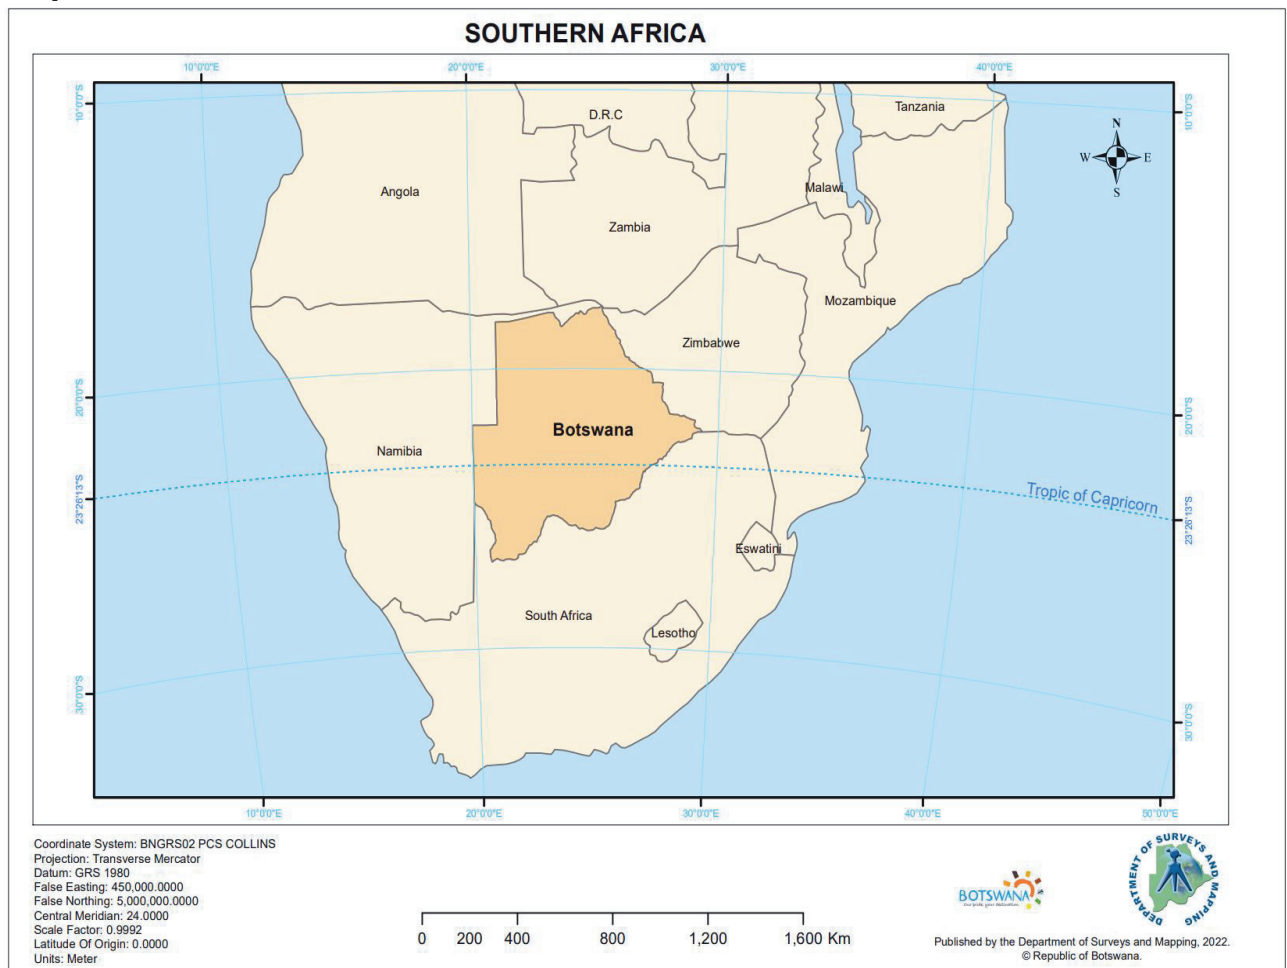 SOUTHERN AFRICA
10°0'0"E
20°0'0"E
30°0'0"E
40°0'0"E
10°0'0"S
10°0'0"S
D.R.C
Tanzania
N
W
E
S
Angola
Malawi
Zambia
Mozambique
Zimbabwe
20°0'0"S
20°0'0"S
Botswana
Namibia
23°26'13"S
Tropic of Capricorn
23°26'13"S
Eswatini
South Africa
Lesotho
30°0'0"S
30°0'0"S
10°0'0"E
20°0'0"E
30°0'0"E
40°0'0"E
50°0'0"E
Coordinate System: BNGRS02 PCS COLLINS
Projection: Transverse Mercator
Datum: GRS 1980
False Easting: 450,000.0000
False Northing: 5,000,000.0000
Central Meridian: 24.0000
Scale Factor: 0.9992
Latitude Of Origin: 0.0000
Units: Meter
0 200 400 800 1,200 1,600 Km
BOTSWANA
Our pride, your destination.
DEPARTMENT OF SURVEYS AND MAPPING
Published by the Department of Surveys and Mapping, 2022.
© Republic of Botswana.